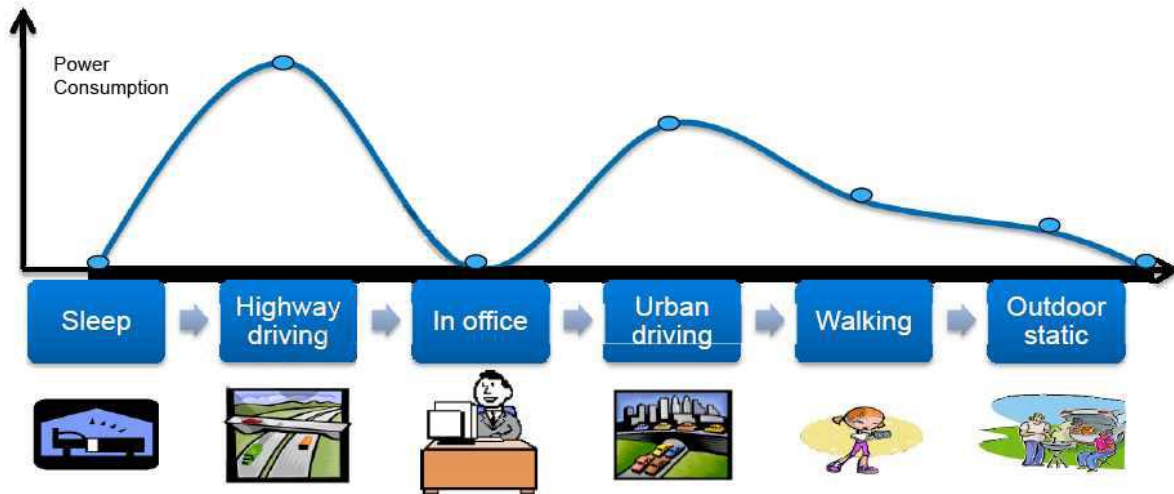 Power
Consumption
Sleep
Highway
driving
In office
Urban
driving
Walking
Outdoor
static